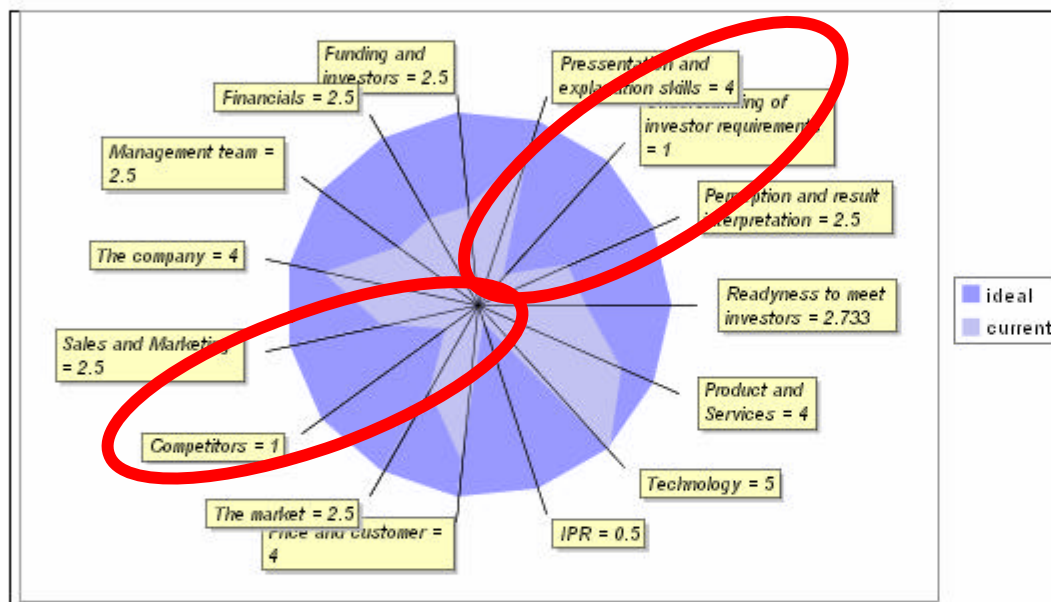 Funding and
investors = 2.5
Financials = 2.5
Management team =
2.5
The company = 4
Sales and Marketing
= 2.5
Competitors = 1
The market = 2.5
Price and customer =
4
IPR = 0.5
Technology = 5
Product and
Services = 4
Readyness to meet
investors = 2.733
Perception and result
interpretation = 2.5
Understanding of
investor requirements
= 1
Pressentation and
explanation skills = 4
ideal
current